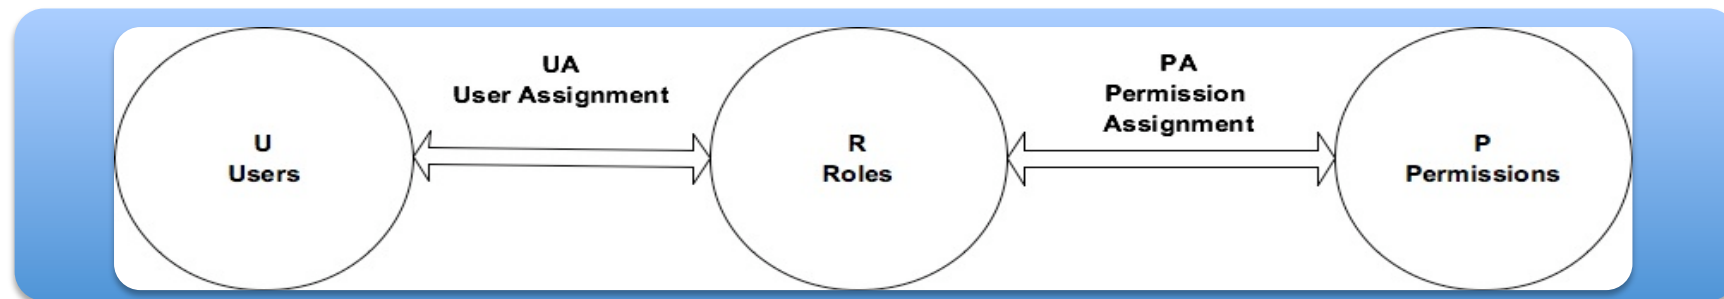 U
Users
UA
User Assignment
R
Roles
PA
Permission
Assignment
P
Permissions